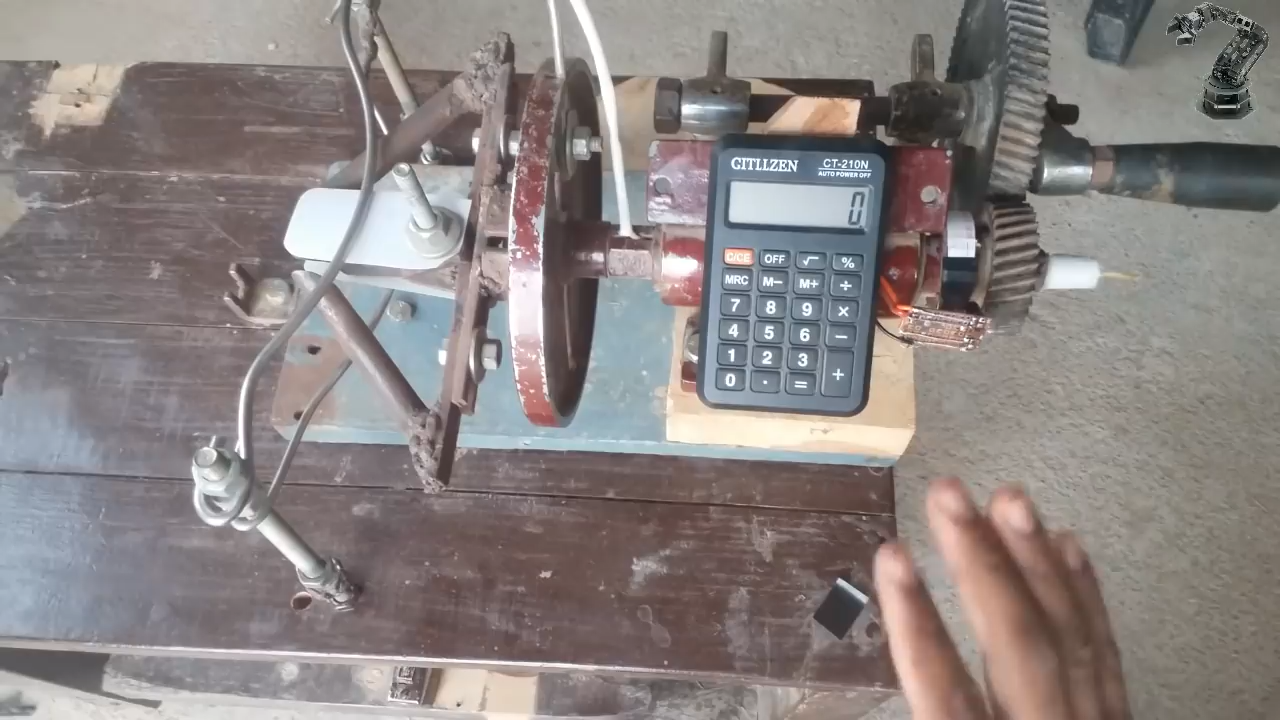 GITLLZEN CT-210N
AUTO POWER OFF
0
C/CE OFF √ %
MRC M− M+ ÷
7 8 9 ×
4 5 6 −
1 2 3 +
0 · =